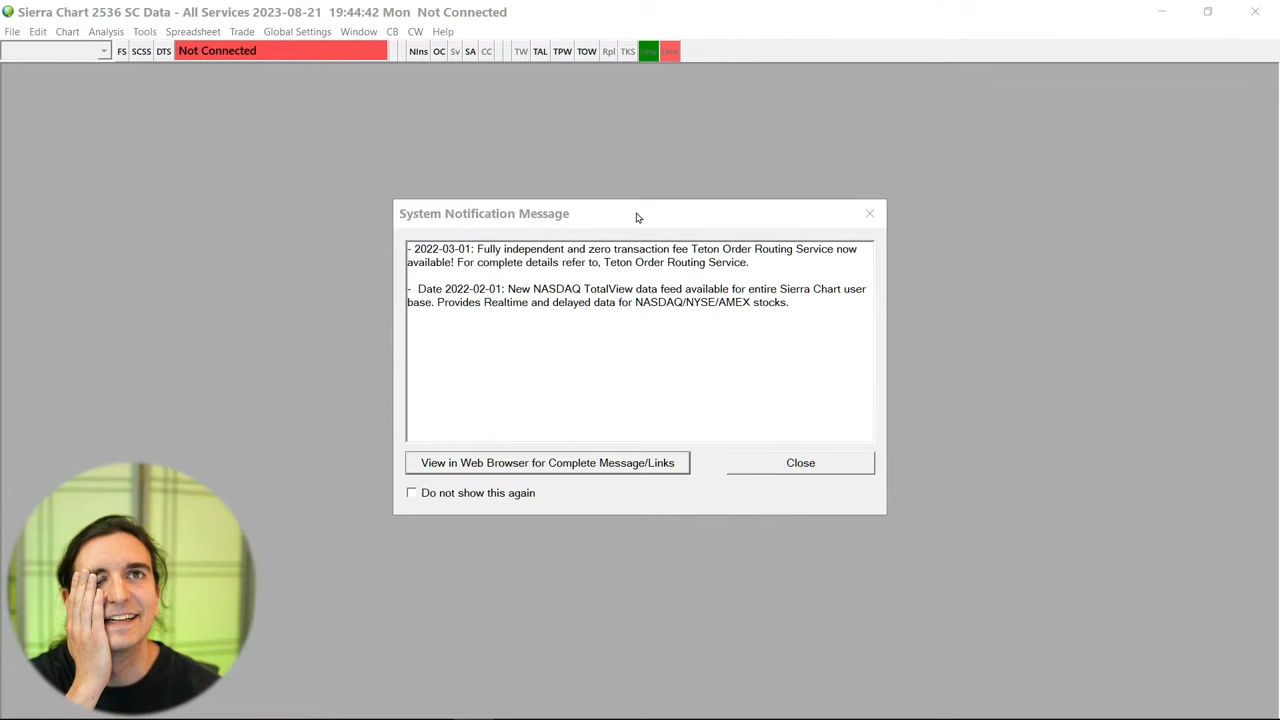 Sierra Chart 2536 SC Data - All Services 2023-08-21 19:44:42 Mon Not Connected
File Edit Chart Analysis Tools Spreadsheet Trade Global Settings Window CB CW Help
FS SCSS DTS Not Connected NIns OC Sv SA CC TW TAL TPW TOW Rpl TKS
System Notification Message
- 2022-03-01: Fully independent and zero transaction fee Teton Order Routing Service now
available! For complete details refer to, Teton Order Routing Service.
- Date 2022-02-01: New NASDAQ TotalView data feed available for entire Sierra Chart user
base. Provides Realtime and delayed data for NASDAQ/NYSE/AMEX stocks.
View in Web Browser for Complete Message/Links Close
Do not show this again